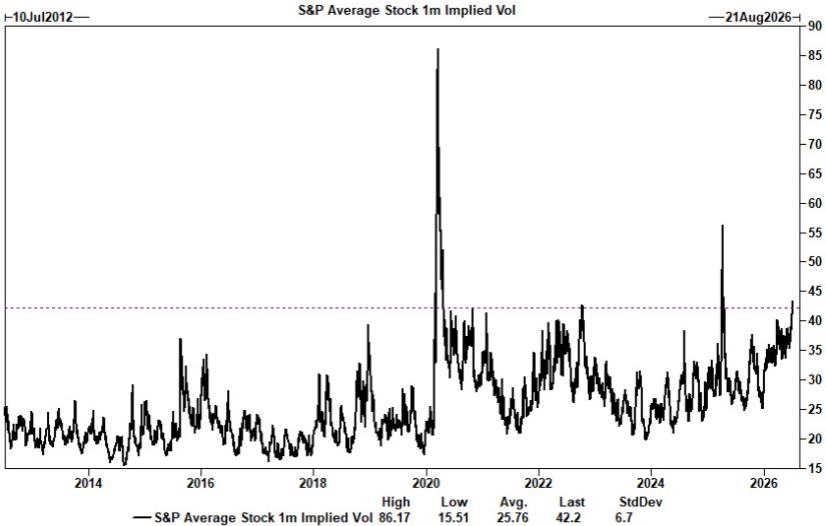 S&P Average Stock 1m Implied Vol
10Jul2012
21Aug2026
90
85
80
75
70
65
60
55
50
45
40
35
30
25
20
15
2014 2016 2018 2020 2022 2024 2026
High Low Avg. Last StdDev
S&P Average Stock 1m Implied Vol 86.17 15.51 25.76 42.2 6.7